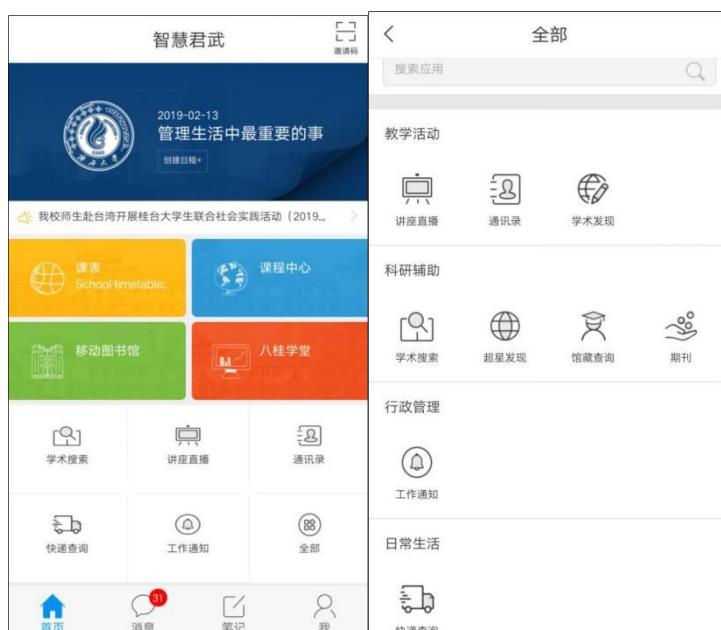 智慧君武
邀请码
2019-02-13
管理生活中最重要的事
创建日程+
我校师生赴台湾开展桂台大学生联合社会实践活动（2019...
课表
School timetable;
课程中心
移动图书馆
八桂学堂
学术搜索
讲座直播
通讯录
快递查询
工作通知
全部
31
首页
消息
笔记
我
全部
搜索应用
教学活动
讲座直播
通讯录
学术发现
科研辅助
学术搜索
超星发现
馆藏查询
期刊
行政管理
工作通知
日常生活
快递查询